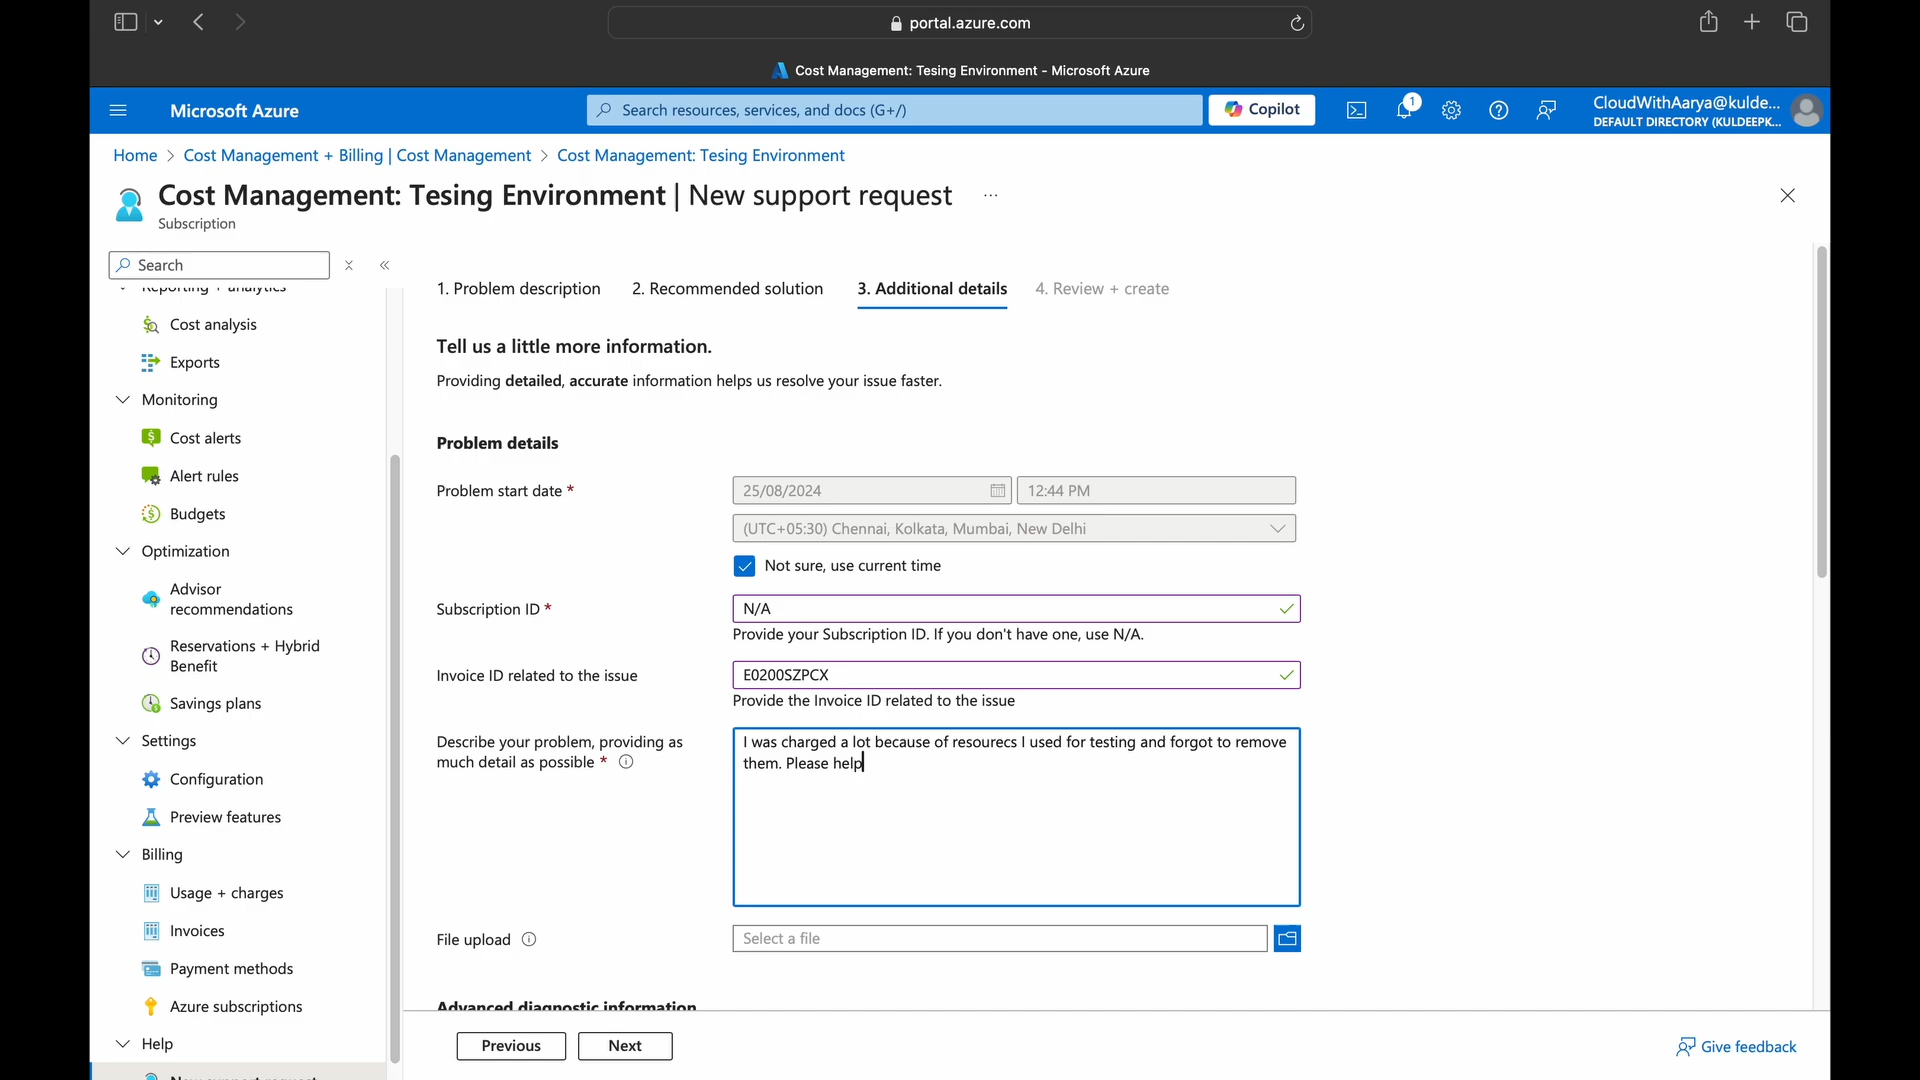 portal.azure.com
Cost Management: Tesing Environment - Microsoft Azure
Microsoft Azure
Search resources, services, and docs (G+/)
Copilot
1
CloudWithAarya@kulde...
DEFAULT DIRECTORY (KULDEEPK...
Home > Cost Management + Billing | Cost Management > Cost Management: Tesing Environment
Cost Management: Tesing Environment | New support request ...
Subscription
Search
Reporting + analytics
Cost analysis
Exports
Monitoring
Cost alerts
Alert rules
Budgets
Optimization
Advisor
recommendations
Reservations + Hybrid
Benefit
Savings plans
Settings
Configuration
Preview features
Billing
Usage + charges
Invoices
Payment methods
Azure subscriptions
Help
New support request
1. Problem description
2. Recommended solution
3. Additional details
4. Review + create
Tell us a little more information.
Providing detailed, accurate information helps us resolve your issue faster.
Problem details
Problem start date *
25/08/2024
12:44 PM
(UTC+05:30) Chennai, Kolkata, Mumbai, New Delhi
Not sure, use current time
Subscription ID *
N/A
Provide your Subscription ID. If you don't have one, use N/A.
Invoice ID related to the issue
E0200SZPCX
Provide the Invoice ID related to the issue
Describe your problem, providing as
much detail as possible *
I was charged a lot because of resourecs I used for testing and forgot to remove
them. Please help
File upload
Select a file
Advanced diagnostic information
Previous
Next
Give feedback